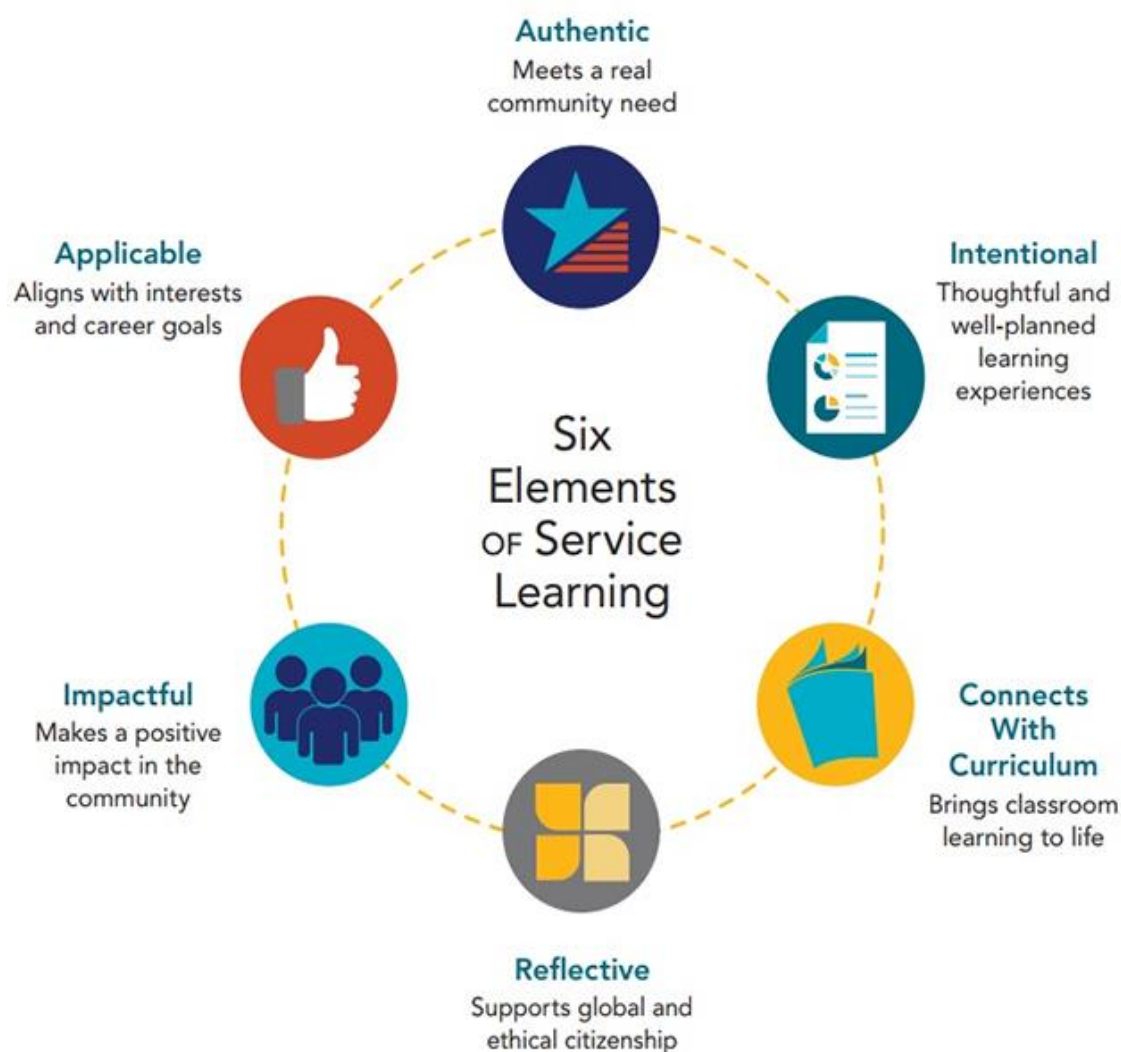 Authentic
Meets a real
community need
Intentional
Thoughtful and
well-planned
learning
experiences
Connects
With
Curriculum
Brings classroom
learning to life
Reflective
Supports global and
ethical citizenship
Impactful
Makes a positive
impact in the
community
Applicable
Aligns with interests
and career goals
Six
Elements
OF Service
Learning